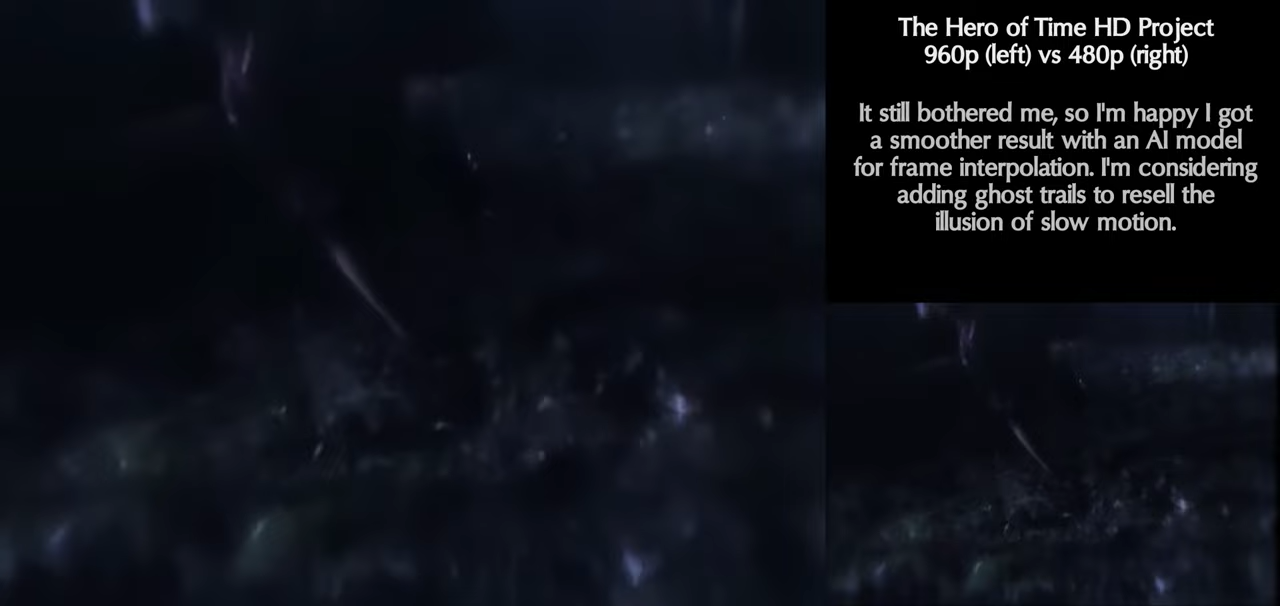 The Hero of Time HD Project
960p (left) vs 480p (right)
It still bothered me, so I'm happy I got
a smoother result with an AI model
for frame interpolation. I'm considering
adding ghost trails to resell the
illusion of slow motion.